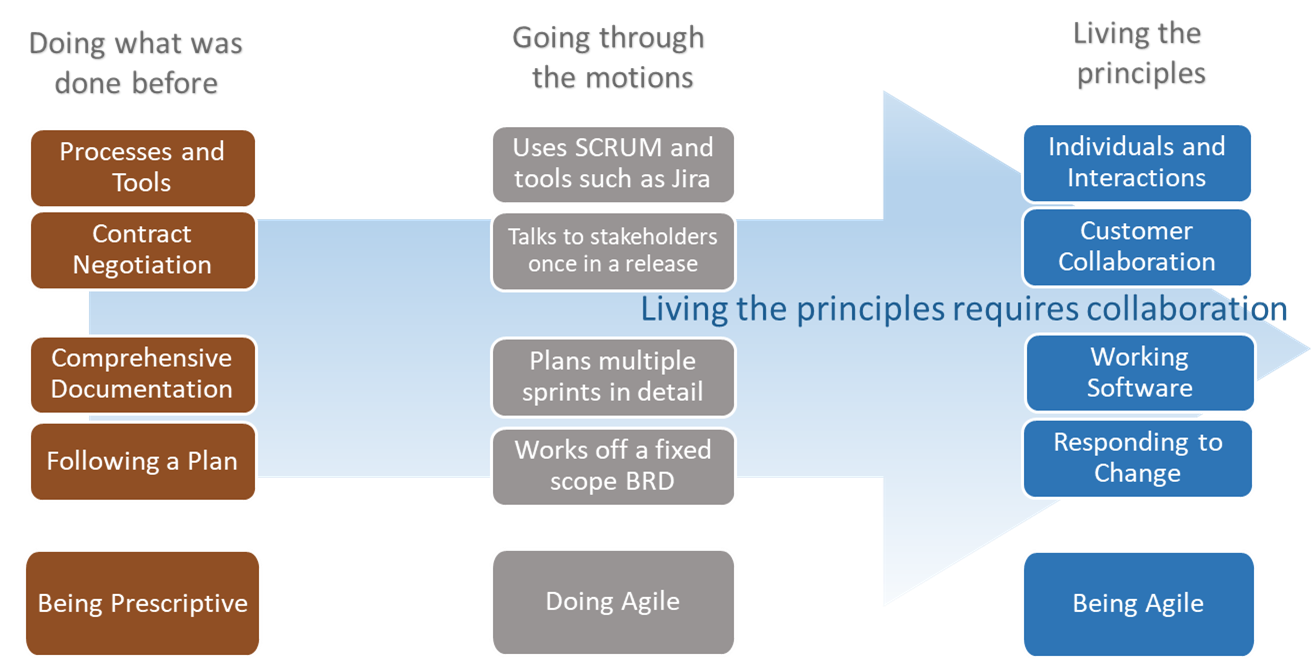 Doing what was
done before
Going through
the motions
Living the
principles
Processes and
Tools
Uses SCRUM and
tools such as Jira
Individuals and
Interactions
Contract
Negotiation
Talks to stakeholders
once in a release
Customer
Collaboration
Living the principles requires collaboration
Comprehensive
Documentation
Plans multiple
sprints in detail
Working
Software
Following a Plan
Works off a fixed
scope BRD
Responding to
Change
Being Prescriptive
Doing Agile
Being Agile